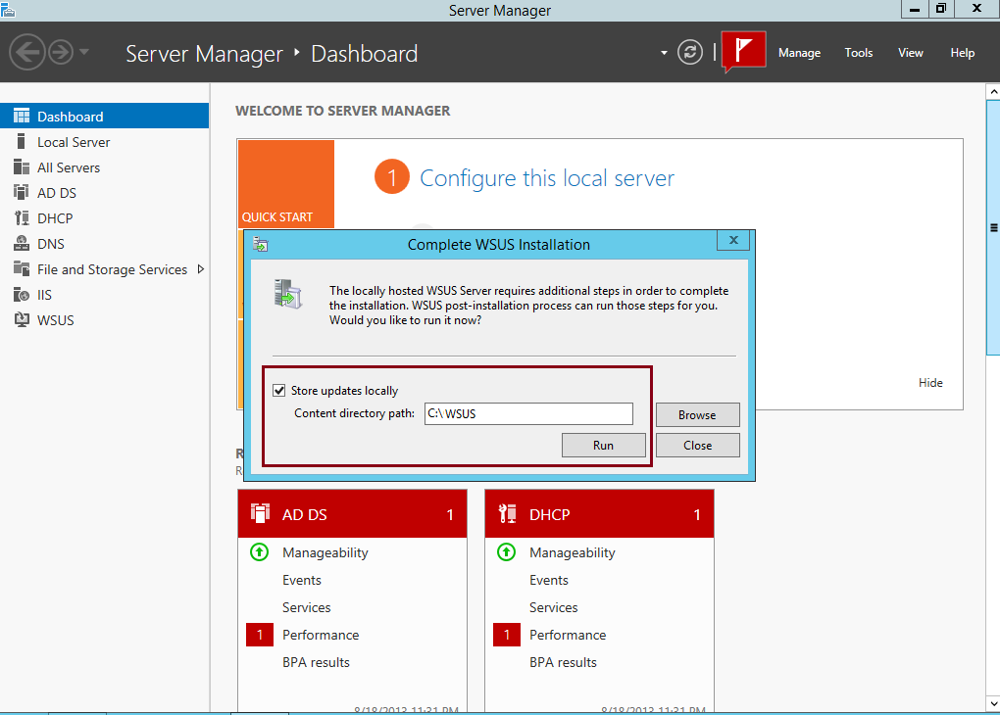 Server Manager
Server Manager ‣ Dashboard
Manage
Tools
View
Help
Dashboard
Local Server
All Servers
AD DS
DHCP
DNS
File and Storage Services
IIS
WSUS
WELCOME TO SERVER MANAGER
QUICK START
1 Configure this local server
Hide
Complete WSUS Installation
The locally hosted WSUS Server requires additional steps in order to complete
the installation. WSUS post-installation process can run those steps for you.
Would you like to run it now?
Store updates locally
Content directory path: C:\WSUS
Browse
Run
Close
AD DS 1
Manageability
Events
Services
1 Performance
BPA results
8/18/2013 11:31 PM
DHCP 1
Manageability
Events
Services
1 Performance
BPA results
8/18/2013 11:31 PM